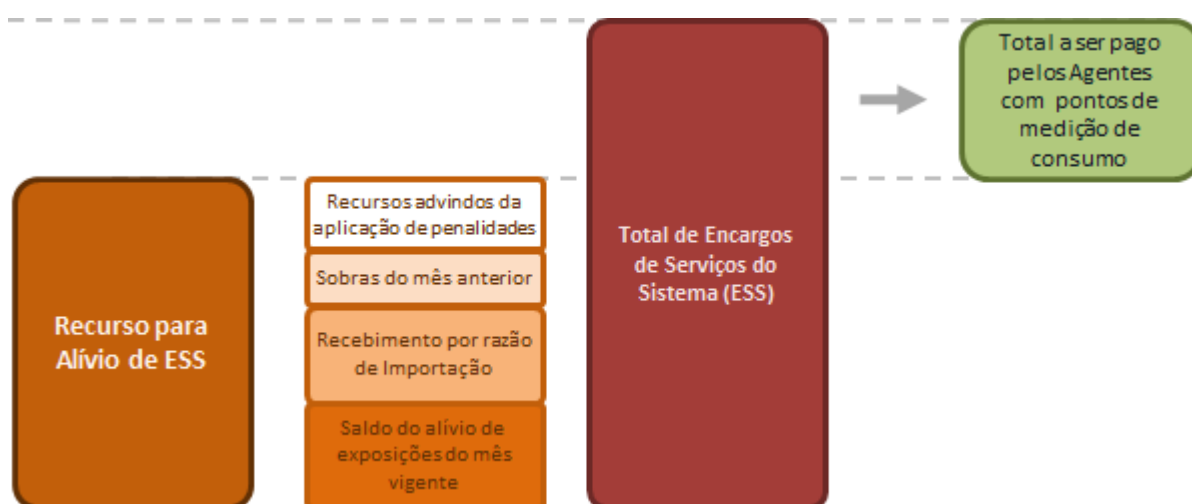 Recurso para
Alívio de ESS
Recursos advindos da
aplicação de penalidades
Sobras do mês anterior
Recebimento por razão
de Importação
Saldo do alívio de
exposições do mês
vigente
Total de Encargos
de Serviços do
Sistema (ESS)
Total a ser pago
pelos Agentes
com pontos de
medição de
consumo